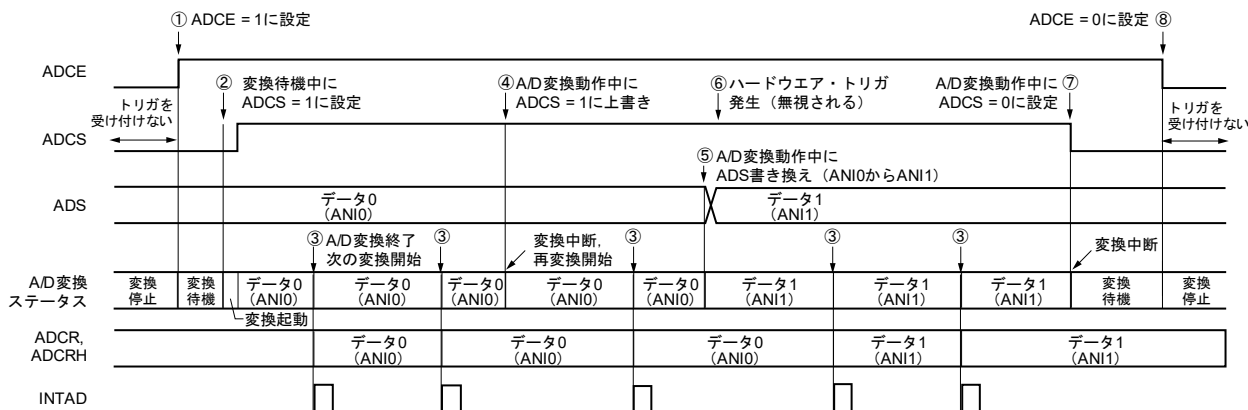 ① ADCE = 1に設定
ADCE = 0に設定 ⑧
ADCE
トリガを
受け付けない
② 変換待機中に
ADCS = 1に設定
④ A/D変換動作中に
ADCS = 1に上書き
⑥ ハードウエア・トリガ
発生（無視される）
A/D変換動作中に ⑦
ADCS = 0に設定
トリガを
受け付けない
ADCS
⑤ A/D変換動作中に
ADS書き換え（ANI0からANI1）
ADS
データ0
(ANI0)
データ1
(ANI1)
③ A/D変換終了
次の変換開始
③
変換中断,
再変換開始
③
③
③
変換中断
A/D変換
ステータス
変換
停止
変換
待機
データ0
(ANI0)
データ0
(ANI0)
データ0
(ANI0)
データ0
(ANI0)
データ0
(ANI0)
データ1
(ANI1)
データ1
(ANI1)
データ1
(ANI1)
変換
待機
変換
停止
変換起動
ADCR,
ADCRH
データ0
(ANI0)
データ0
(ANI0)
データ0
(ANI0)
データ1
(ANI1)
データ1
(ANI1)
INTAD